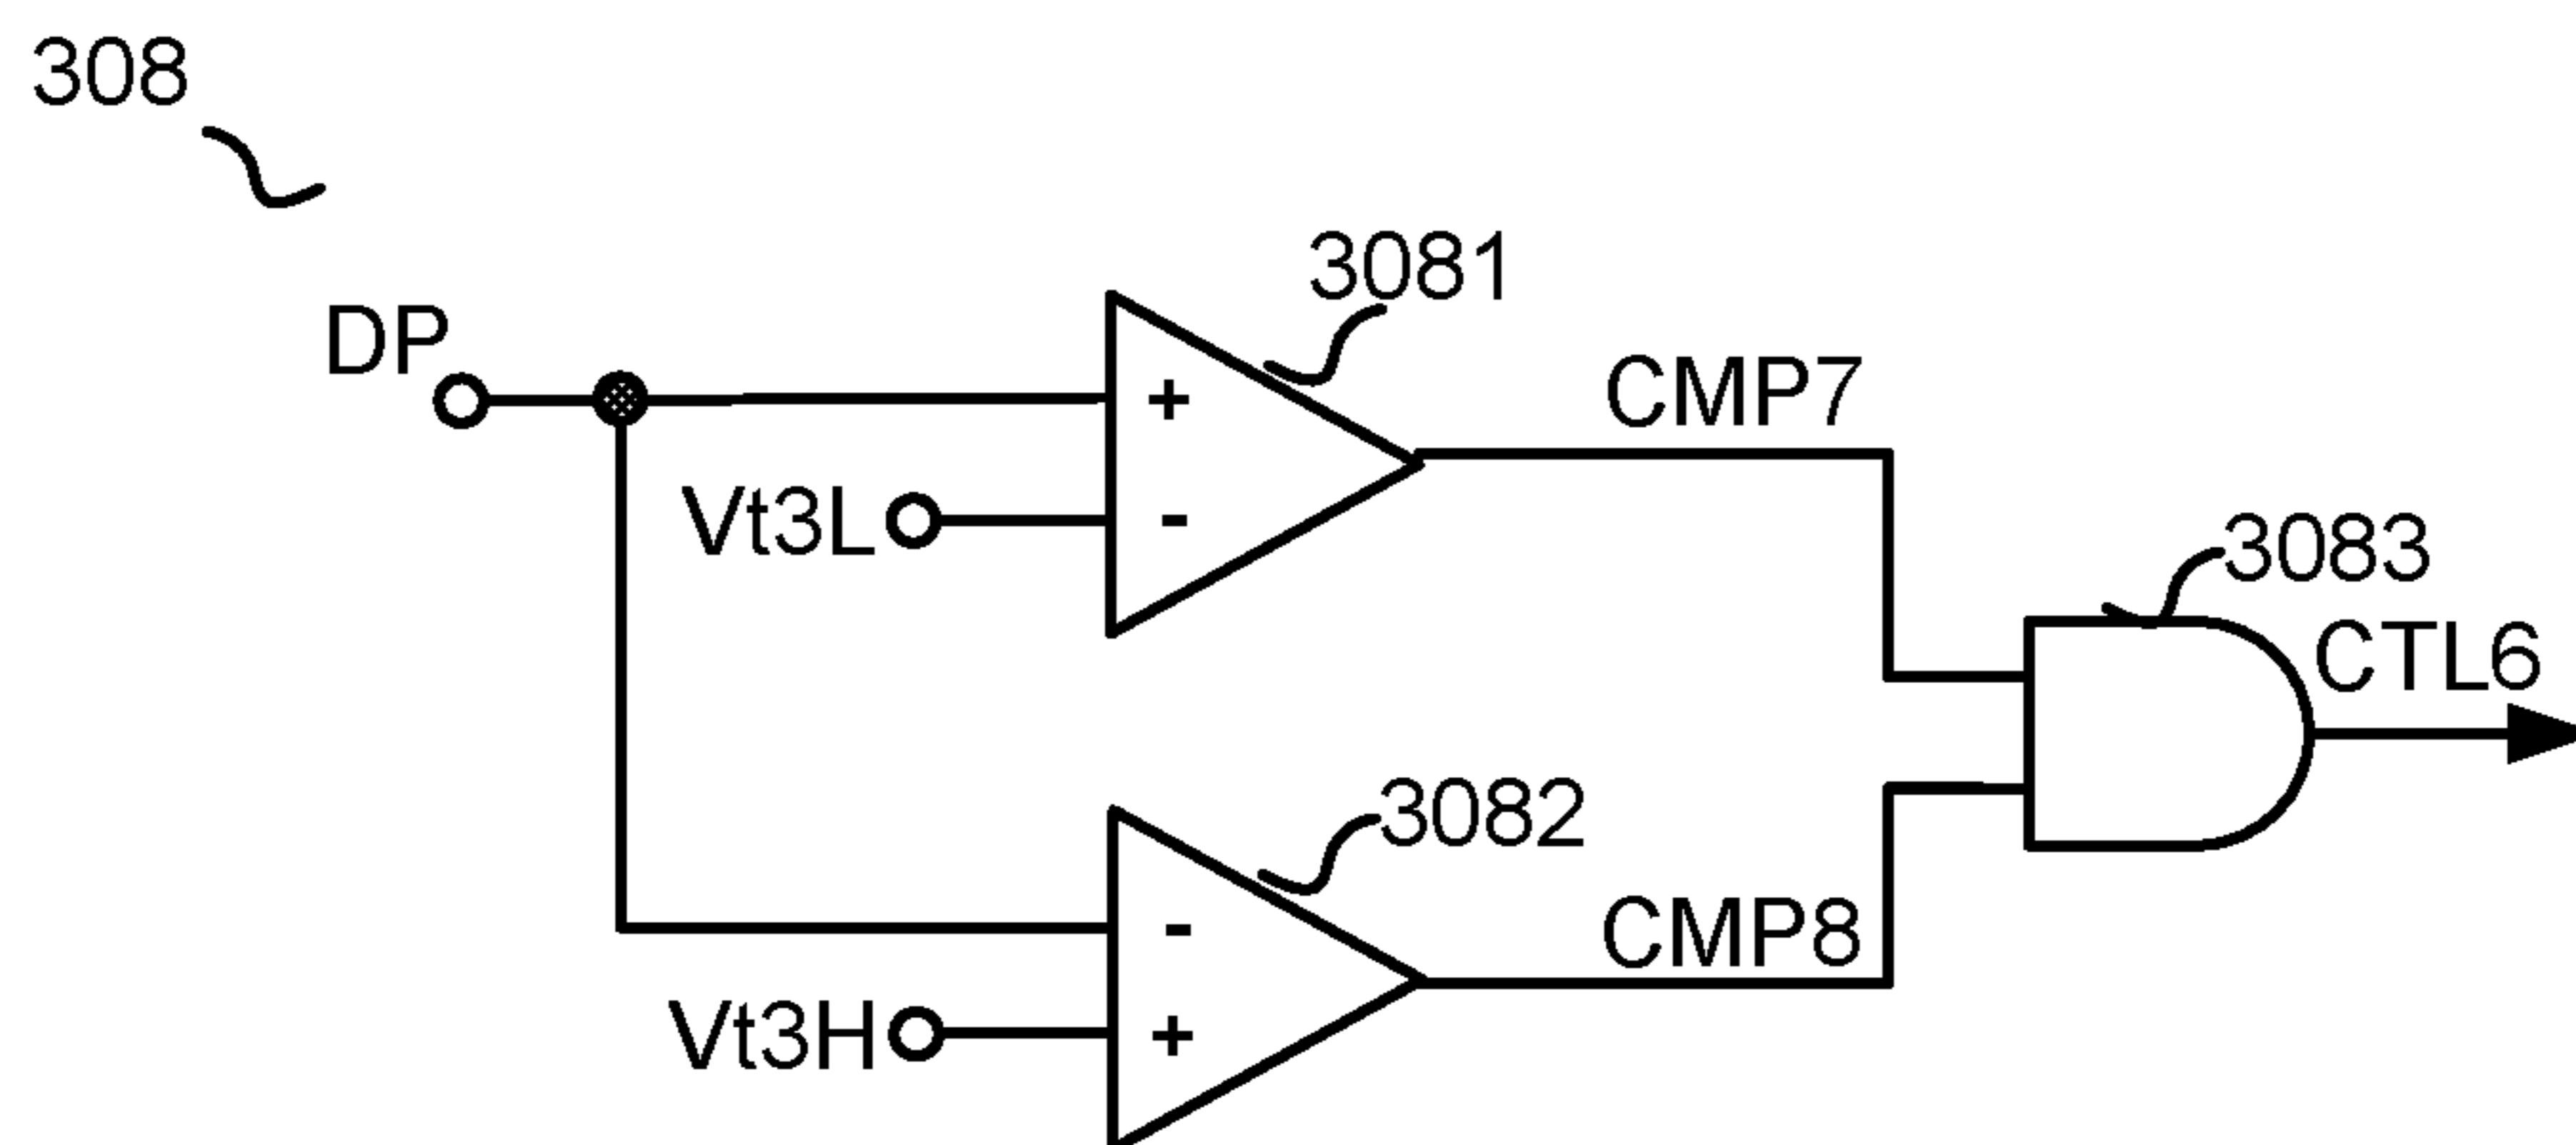 308
3081
DP
CMP7
+
Vt3L
-
3083
CTL6
3082
-
CMP8
Vt3H
+